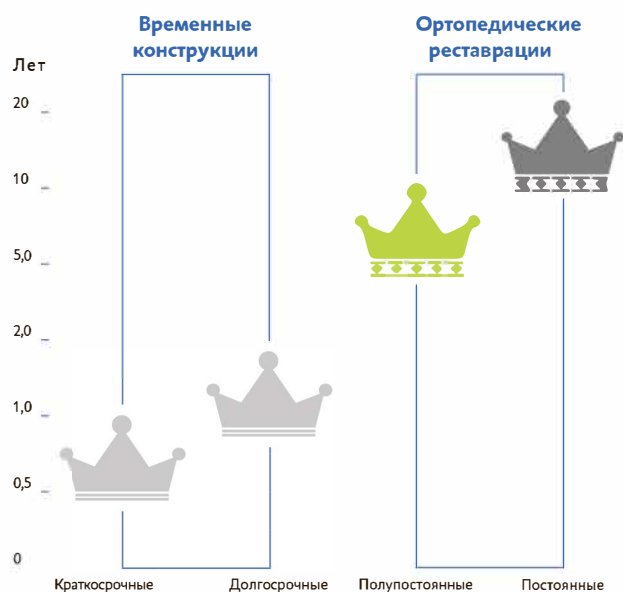 Временные
конструкции
Ортопедические
реставрации
Лет
20
10
5,0
2,0
1,0
0,5
0
Краткосрочные
Долгосрочные
Полупостоянные
Постоянные